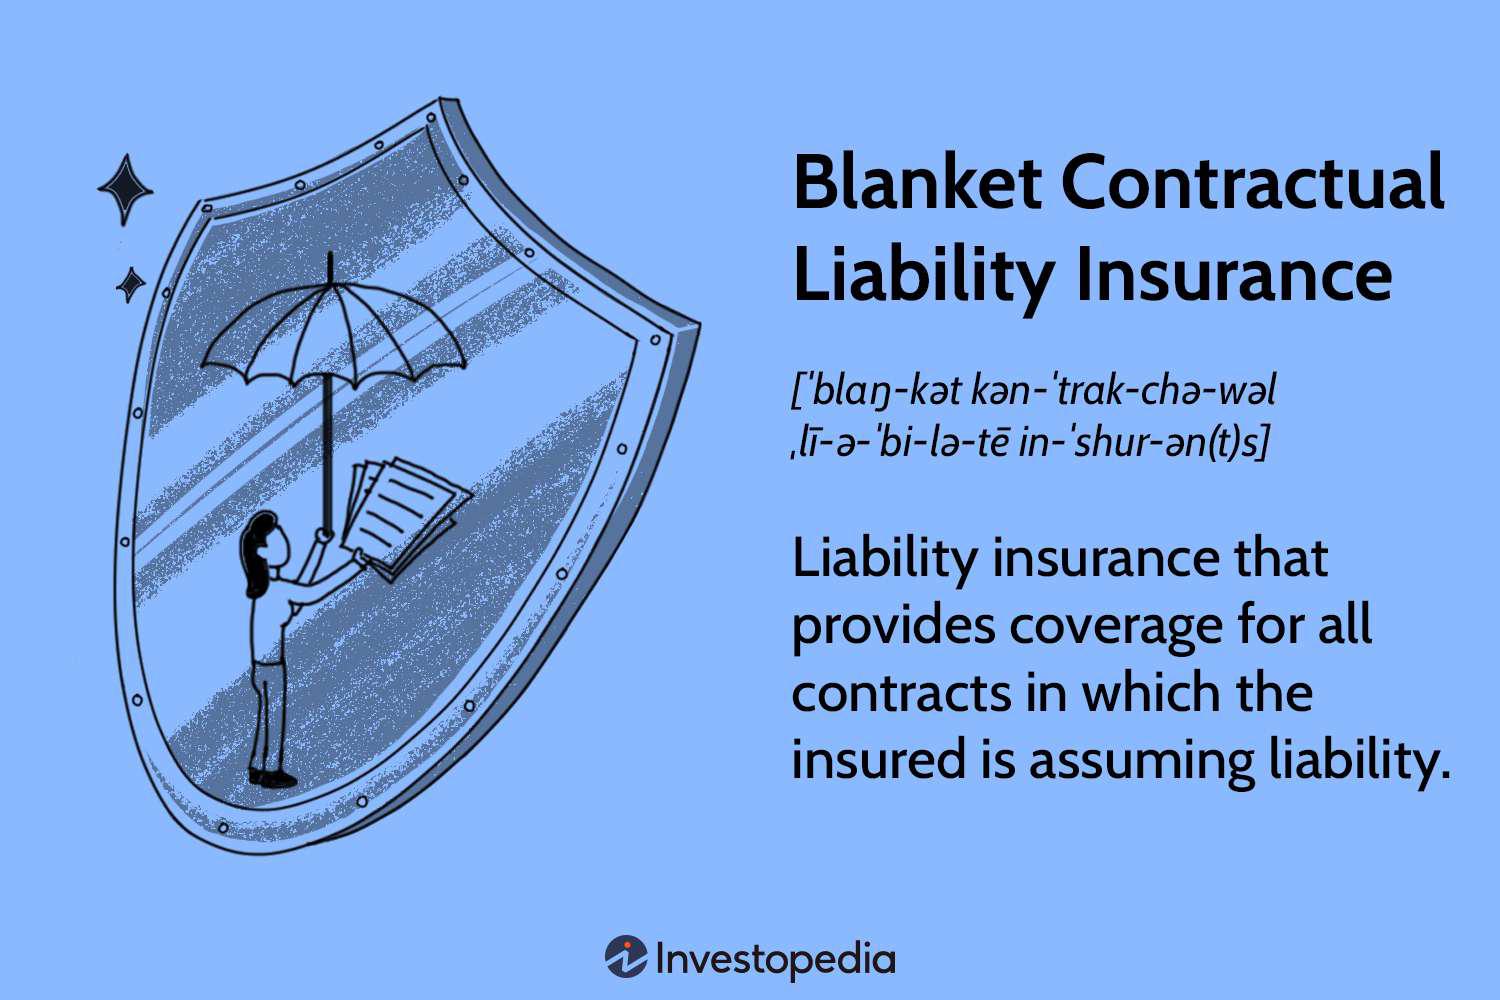 Blanket Contractual
Liability Insurance
[ˈblaŋ-kət kən-ˈtrak-chə-wəl
ˌlī-ə-ˈbi-lə-tē in-ˈshur-ən(t)s]
Liability insurance that
provides coverage for all
contracts in which the
insured is assuming liability.
Investopedia